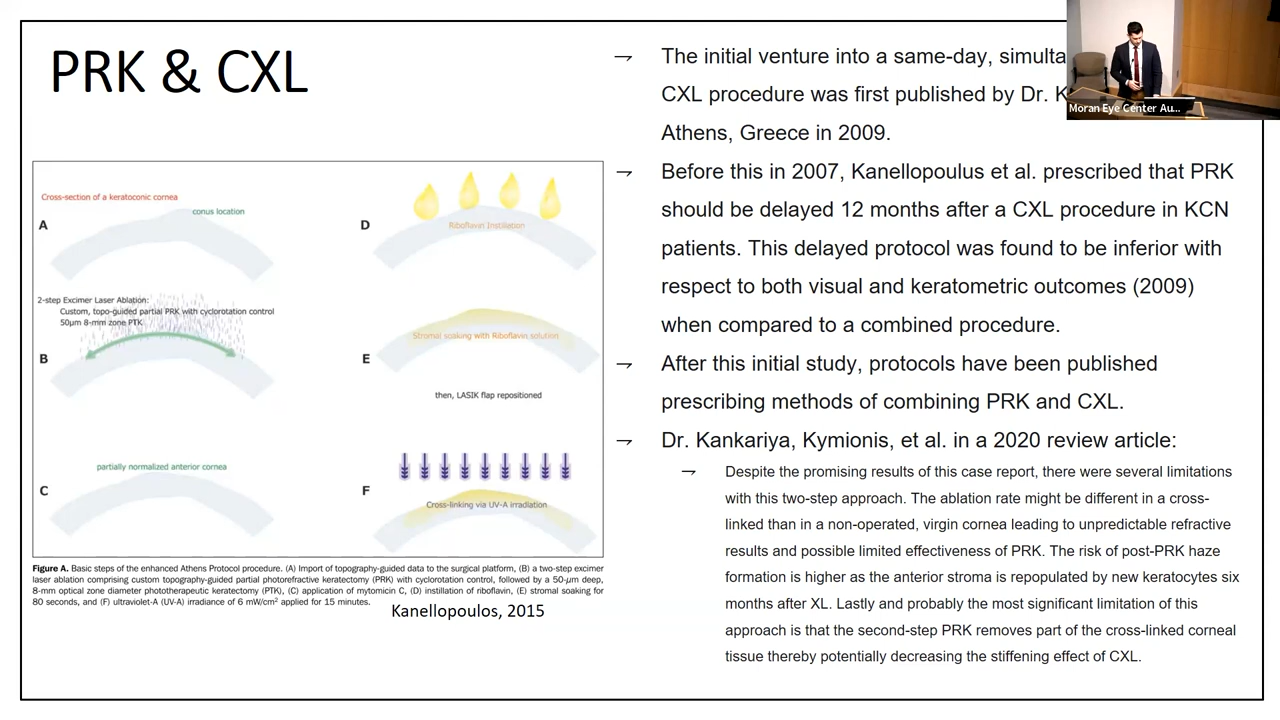 PRK & CXL
Cross-section of a keratoconic cornea
conus location
A
2-step Excimer Laser Ablation:
Custom, topo-guided partial PRK with cyclorotation control
50µm 8-mm zone PTK
B
partially normalized anterior cornea
C
D
Riboflavin Instillation
Stromal soaking with Riboflavin solution
E
then, LASIK flap repositioned
F
Cross-linking via UV-A irradiation
Figure A. Basic steps of the enhanced Athens Protocol procedure. (A) Import of topography-guided data to the surgical platform, (B) a two-step excimer
laser ablation comprising custom topography-guided partial photorefractive keratectomy (PRK) with cyclorotation control, followed by a 50-µm deep,
8-mm optical zone diameter phototherapeutic keratectomy (PTK), (C) application of mytomicin C, (D) instillation of riboflavin, (E) stromal soaking for
80 seconds, and (F) ultraviolet-A (UV-A) irradiance of 6 mW/cm² applied for 15 minutes.
Kanellopoulos, 2015
→ The initial venture into a same-day,
CXL procedure was first published by Dr.
Athens, Greece in 2009.
→ Before this in 2007, Kanellopoulus et al. prescribed that PRK
should be delayed 12 months after a CXL procedure in KCN
patients. This delayed protocol was found to be inferior with
respect to both visual and keratometric outcomes (2009)
when compared to a combined procedure.
→ After this initial study, protocols have been published
prescribing methods of combining PRK and CXL.
→ Dr. Kankariya, Kymionis, et al. in a 2020 review article:
→ Despite the promising results of this case report, there were several limitations
with this two-step approach. The ablation rate might be different in a cross-
linked than in a non-operated, virgin cornea leading to unpredictable refractive
results and possible limited effectiveness of PRK. The risk of post-PRK haze
formation is higher as the anterior stroma is repopulated by new keratocytes six
months after XL. Lastly and probably the most significant limitation of this
approach is that the second-step PRK removes part of the cross-linked corneal
tissue thereby potentially decreasing the stiffening effect of CXL.
Moran Eye Center Au...